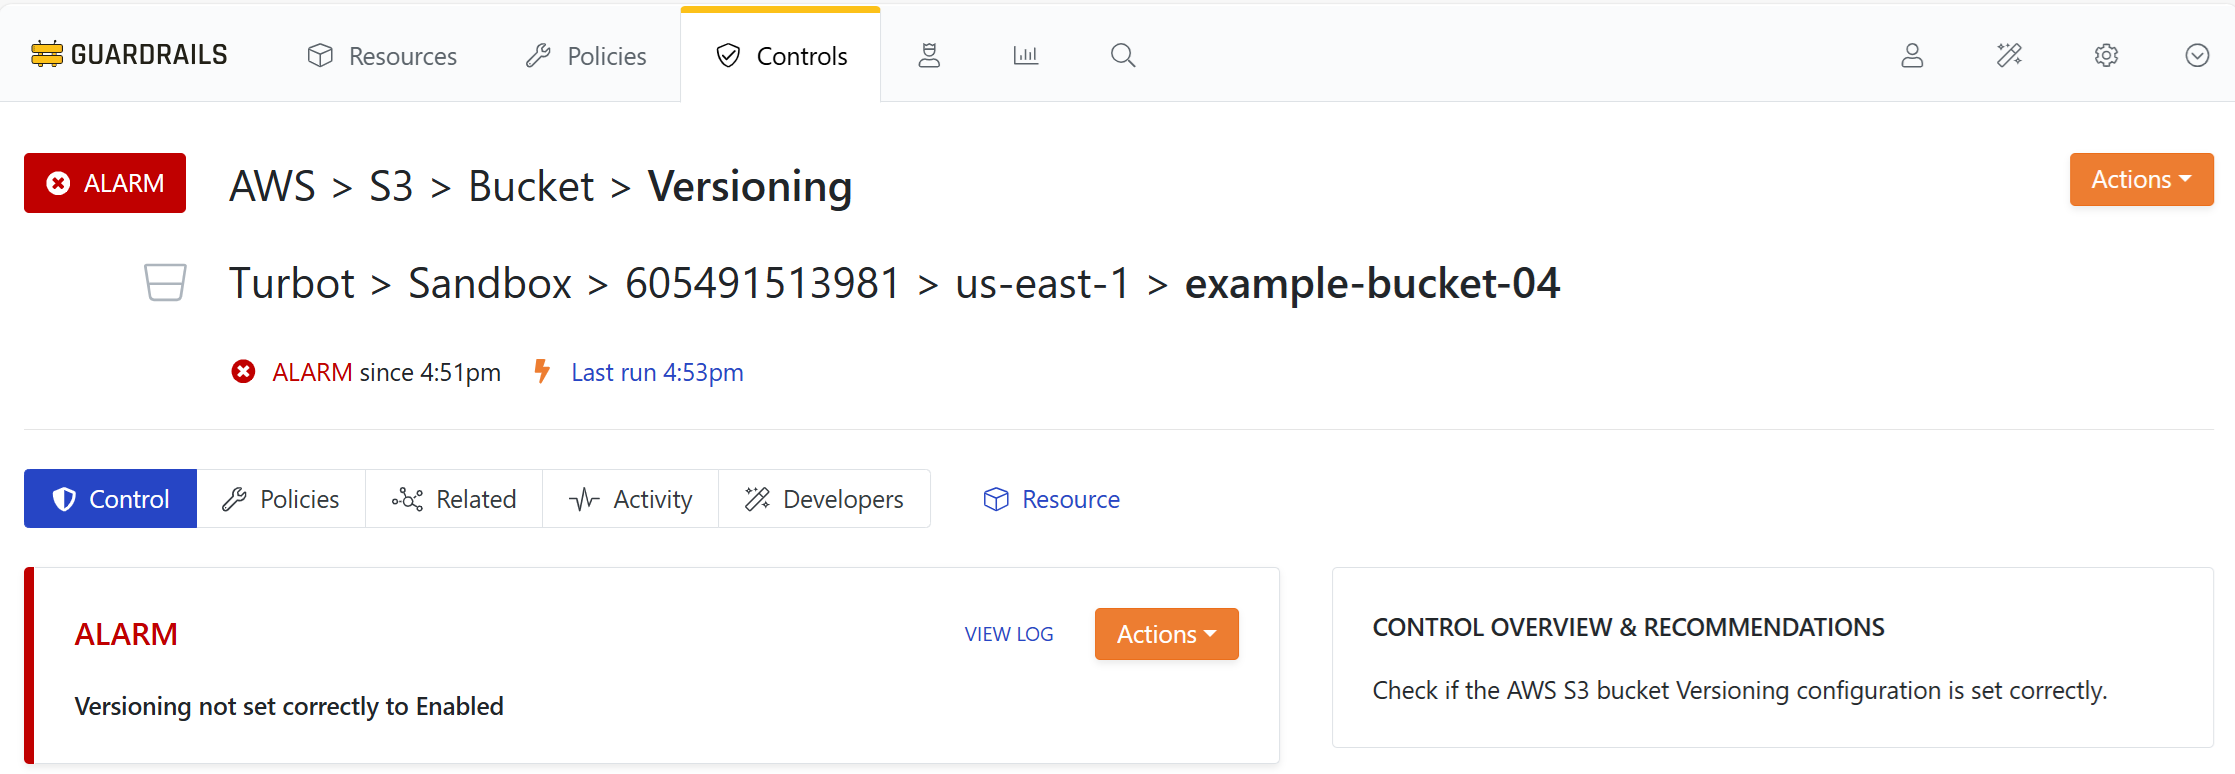 GUARDRAILS Resources Policies Controls
ALARM AWS > S3 > Bucket > Versioning Actions
Turbot > Sandbox > 605491513981 > us-east-1 > example-bucket-04
ALARM since 4:51pm Last run 4:53pm
Control Policies Related Activity Developers Resource
ALARM VIEW LOG Actions
Versioning not set correctly to Enabled
CONTROL OVERVIEW & RECOMMENDATIONS
Check if the AWS S3 bucket Versioning configuration is set correctly.